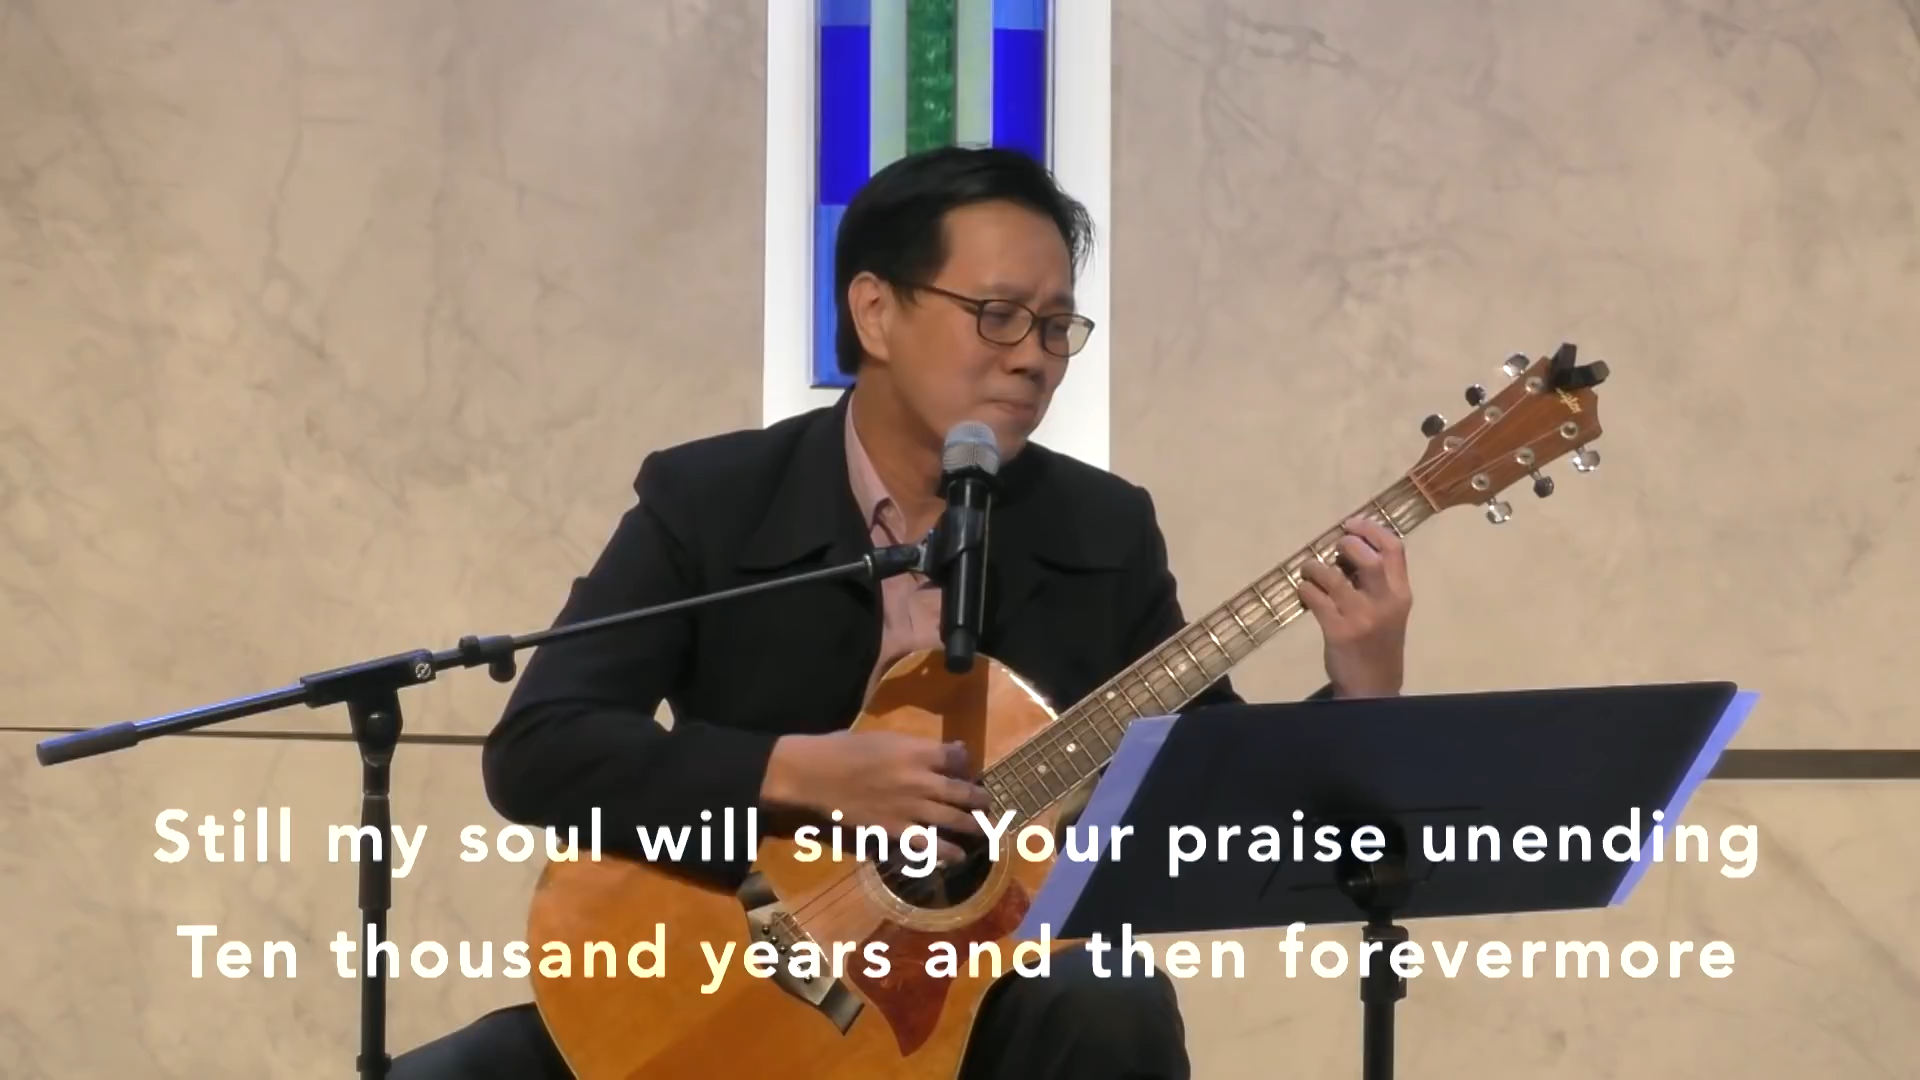 Still my soul will sing Your praise unending
Ten thousand years and then forevermore